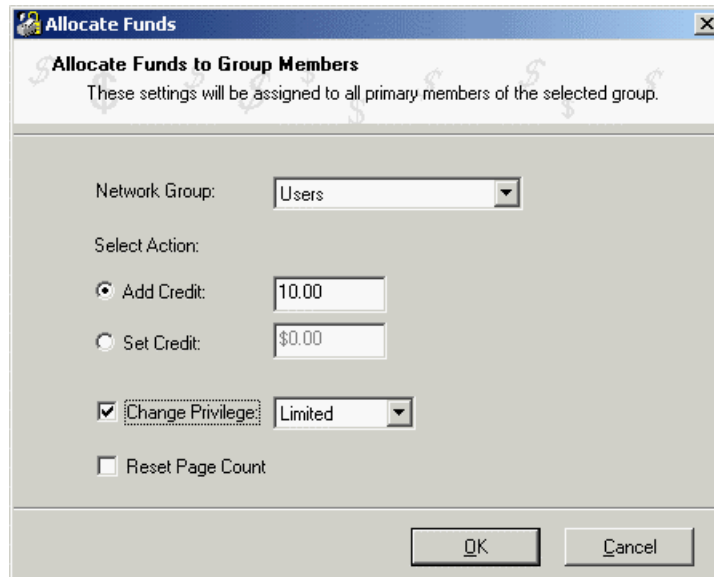 Allocate Funds
Allocate Funds to Group Members
These settings will be assigned to all primary members of the selected group.
Network Group: Users
Select Action:
Add Credit: 10.00
Set Credit: $0.00
Change Privilege: Limited
Reset Page Count
OK Cancel